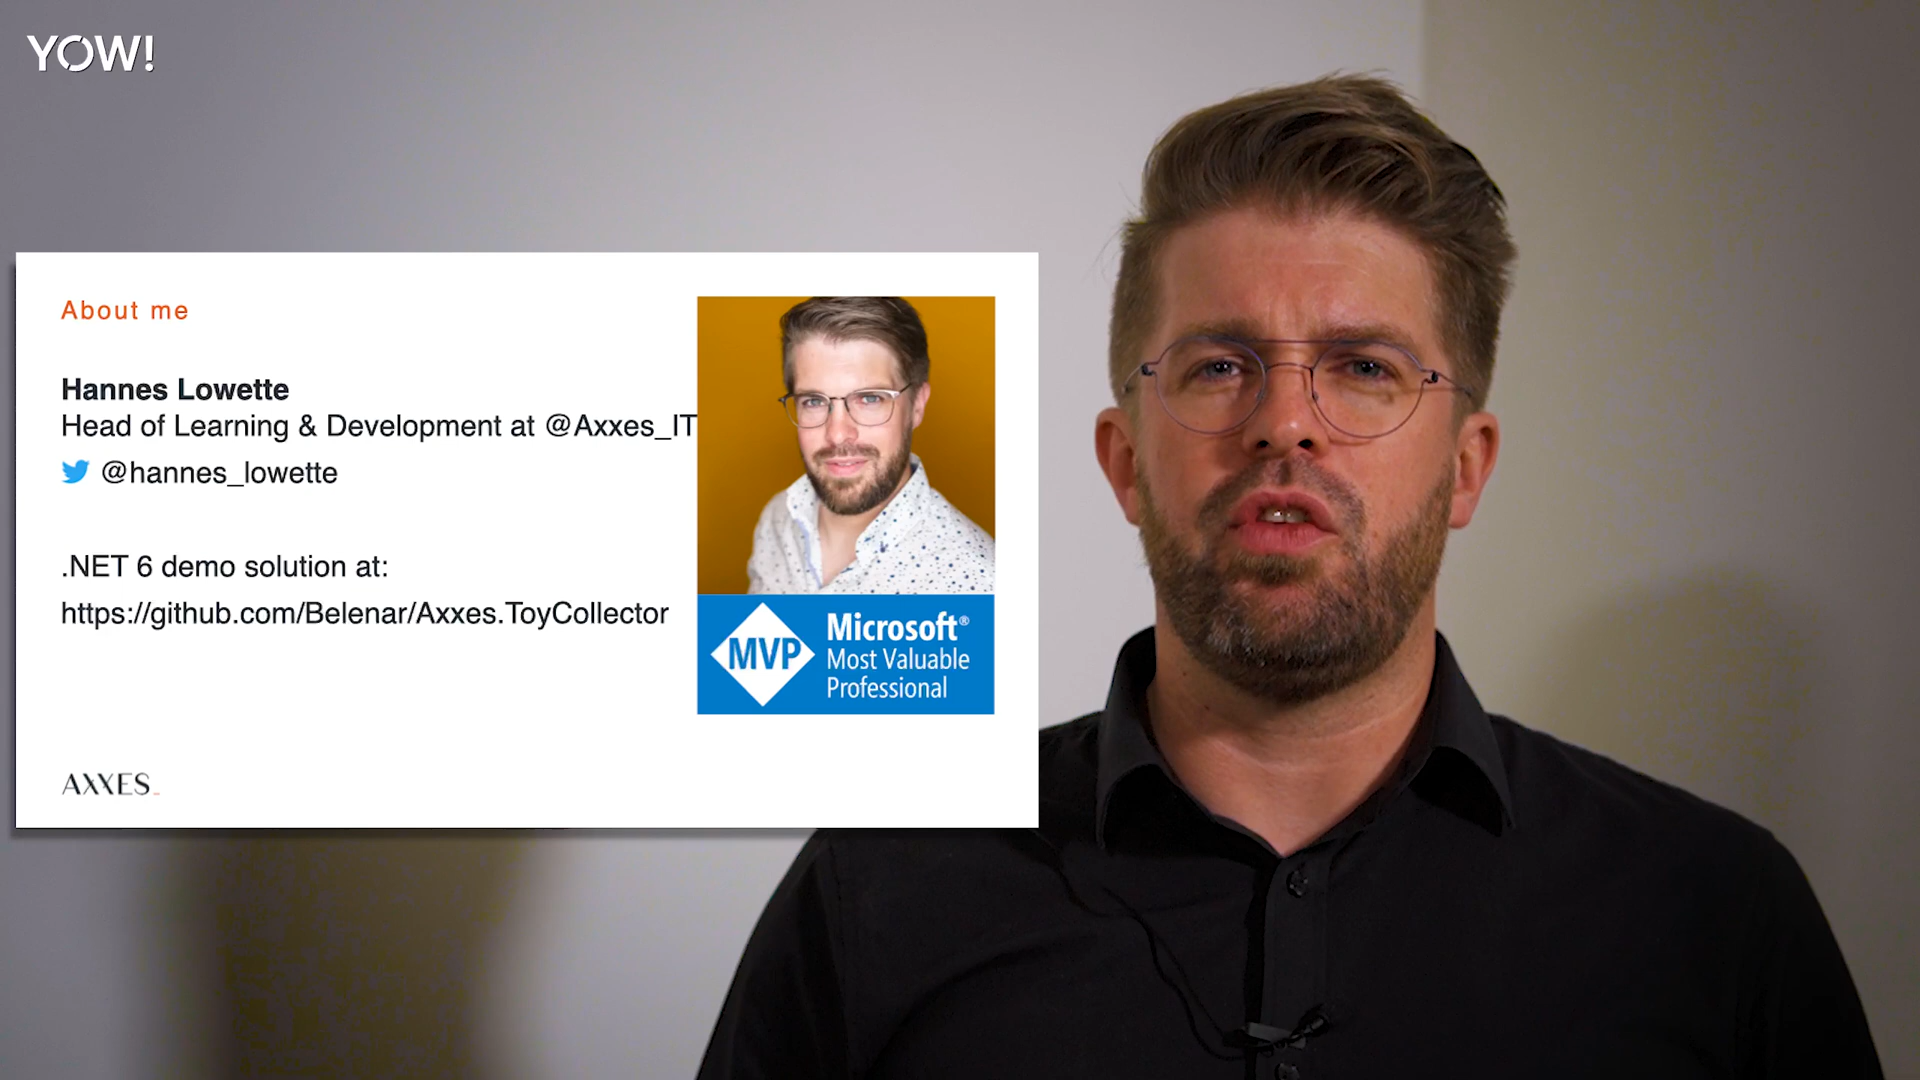 YOW!
About me
Hannes Lowette
Head of Learning & Development at @Axxes_IT
@hannes_lowette
.NET 6 demo solution at:
https://github.com/Belenar/Axxes.ToyCollector
MVP
Microsoft®
Most Valuable
Professional
AXXES_